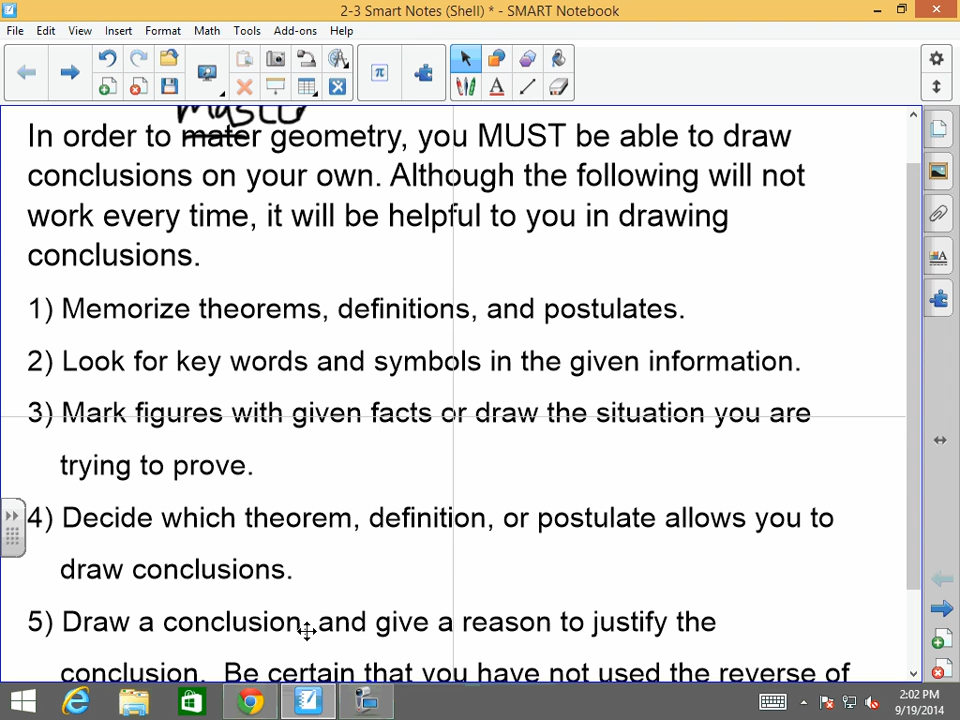 2-3 Smart Notes (Shell) * - SMART Notebook
File Edit View Insert Format Math Tools Add-ons Help
π
A
master
In order to mater geometry, you MUST be able to draw
conclusions on your own. Although the following will not
work every time, it will be helpful to you in drawing
conclusions.
1) Memorize theorems, definitions, and postulates.
2) Look for key words and symbols in the given information.
3) Mark figures with given facts or draw the situation you are
trying to prove.
4) Decide which theorem, definition, or postulate allows you to
draw conclusions.
5) Draw a conclusion, and give a reason to justify the
conclusion. Be certain that you have not used the reverse of
2:02 PM
9/19/2014